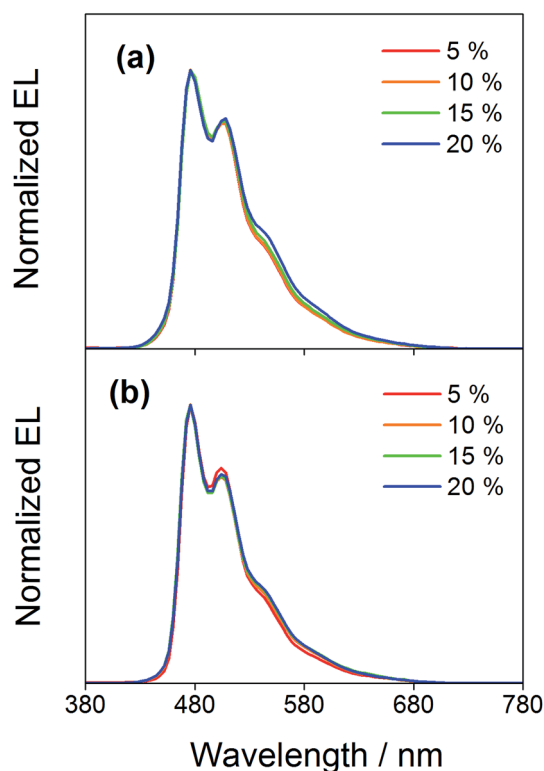 (a)
5 %
10 %
15 %
20 %
Normalized EL
(b)
5 %
10 %
15 %
20 %
Normalized EL
380 480 580 680 780
Wavelength / nm